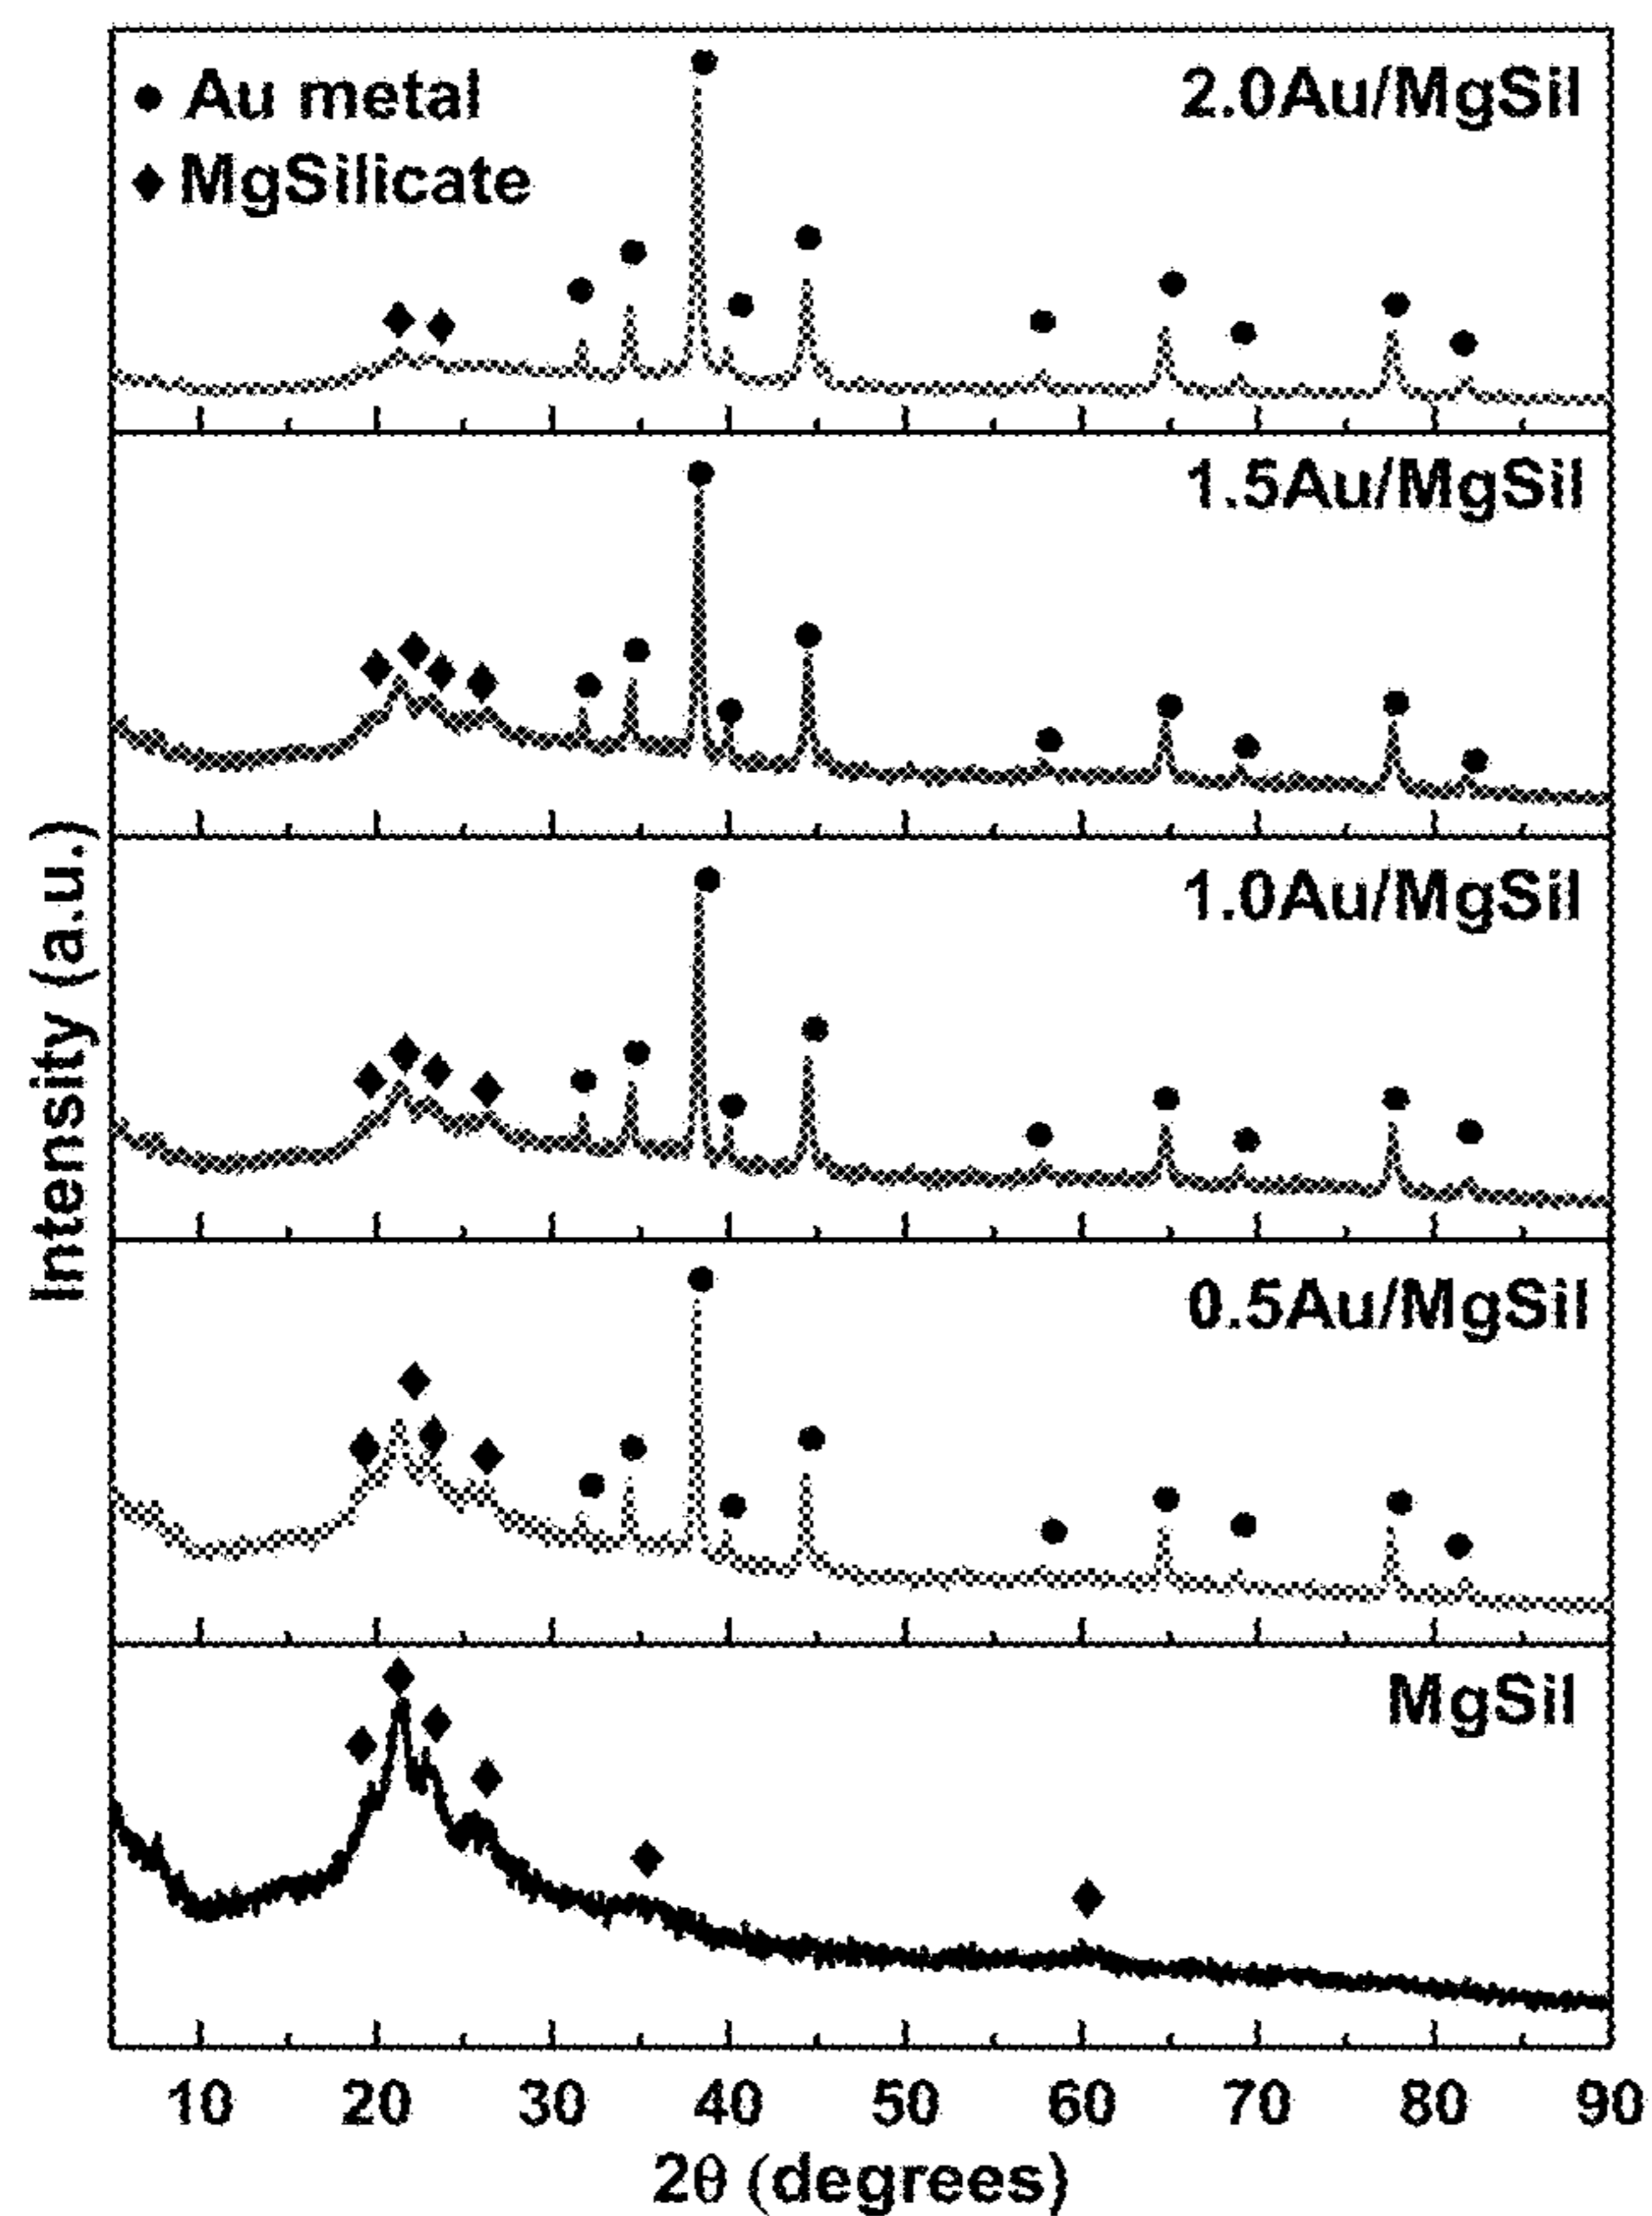 ● Au metal
◆ MgSilicate
2.0Au/MgSil
1.5Au/MgSil
1.0Au/MgSil
0.5Au/MgSil
MgSil
Intensity (a.u.)
10 20 30 40 50 60 70 80 90
2θ (degrees)